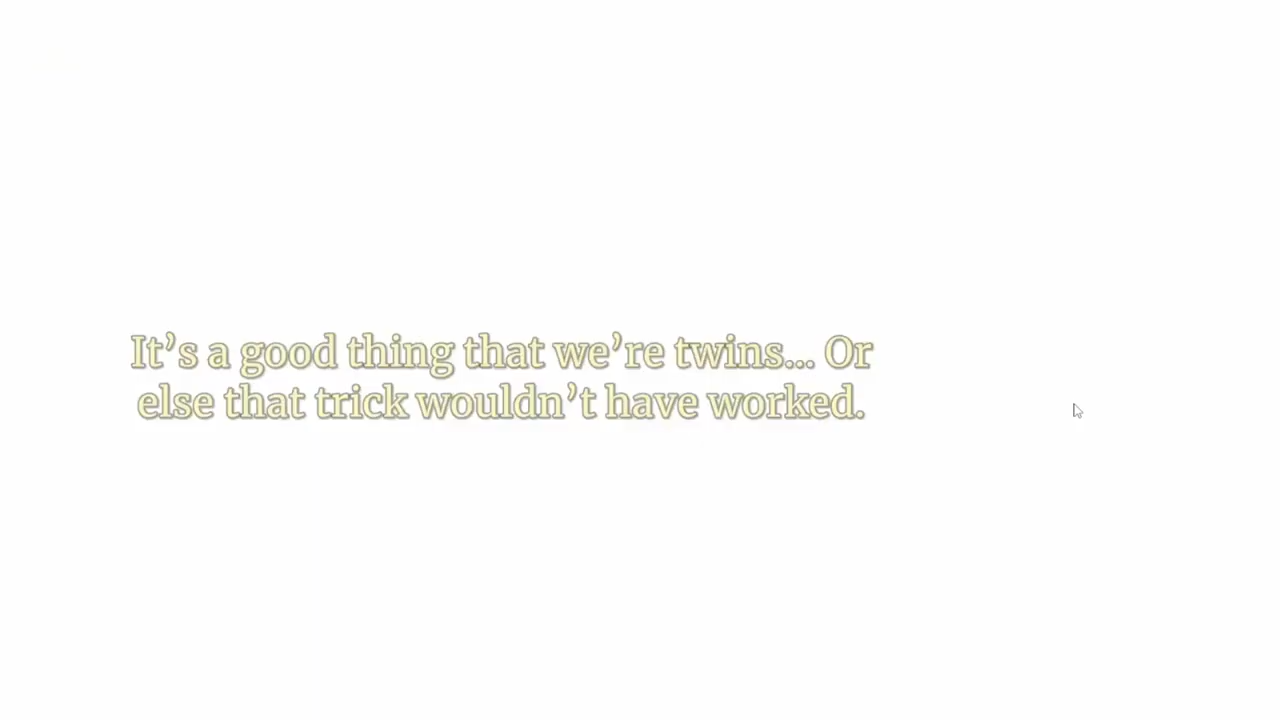 It’s a good thing that we’re twins... Or
else that trick wouldn’t have worked.